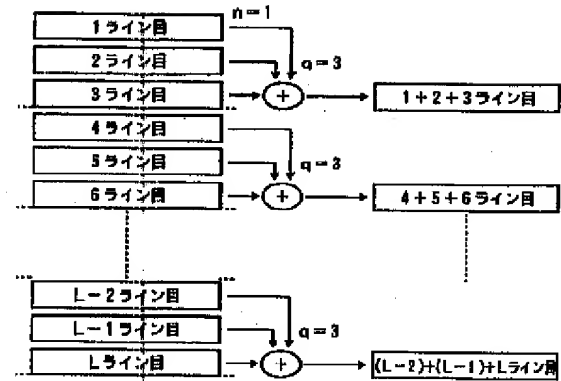 n=1
1ライン目
2ライン目
q=3
3ライン目
+
1+2+3ライン目
4ライン目
5ライン目
q=3
6ライン目
+
4+5+6ライン目
L-2ライン目
L-1ライン目
q=3
Lライン目
+
(L-2)+(L-1)+Lライン目